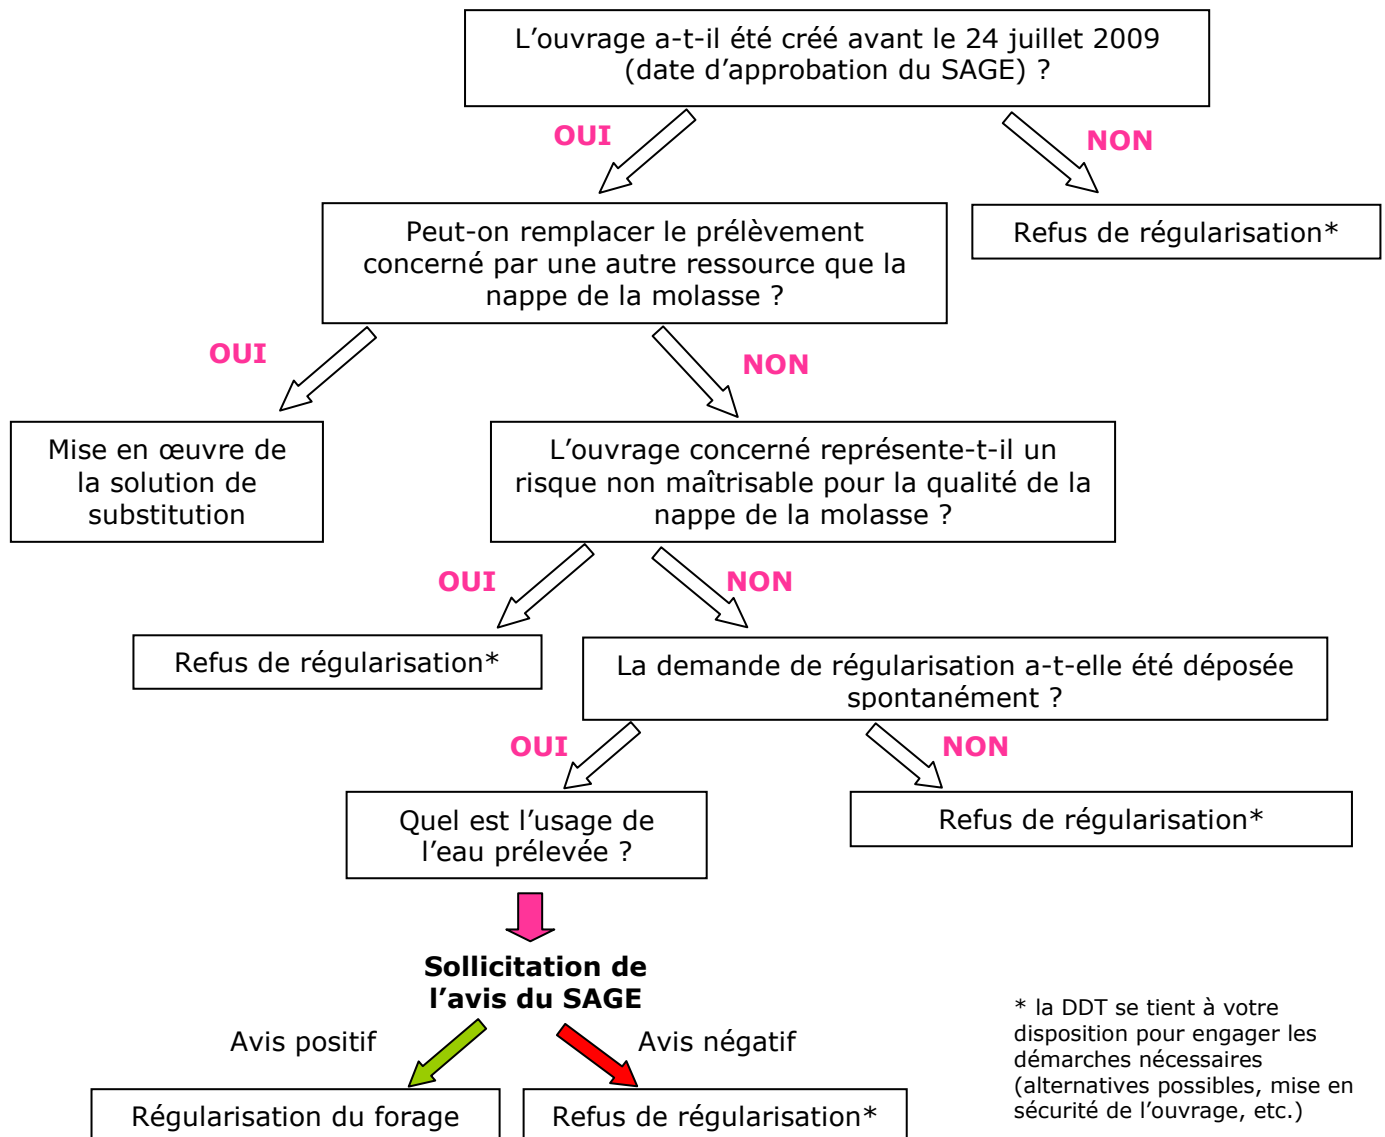 L’ouvrage a-t-il été créé avant le 24 juillet 2009
(date d’approbation du SAGE) ?
OUI
NON
Peut-on remplacer le prélèvement
concerné par une autre ressource que la
nappe de la molasse ?
Refus de régularisation*
OUI
NON
Mise en œuvre de
la solution de
substitution
L’ouvrage concerné représente-t-il un
risque non maîtrisable pour la qualité de la
nappe de la molasse ?
OUI
NON
Refus de régularisation*
La demande de régularisation a-t-elle été déposée
spontanément ?
OUI
NON
Quel est l’usage de
l’eau prélevée ?
Refus de régularisation*
Sollicitation de
l’avis du SAGE
Avis positif
Avis négatif
Régularisation du forage
Refus de régularisation*
* la DDT se tient à votre
disposition pour engager les
démarches nécessaires
(alternatives possibles, mise en
sécurité de l’ouvrage, etc.)